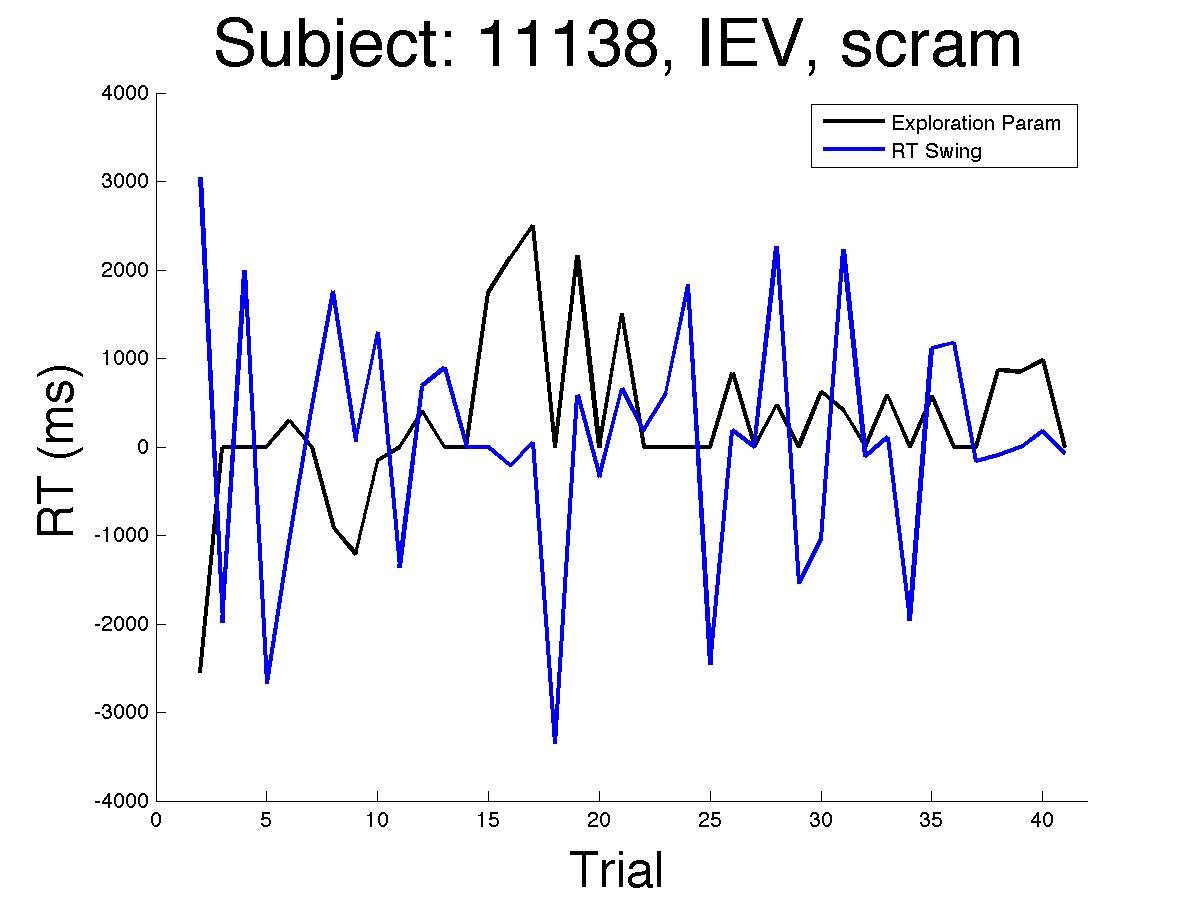 Subject: 11138, IEV, scram
4000
3000
2000
1000
0
-1000
-2000
-3000
-4000
RT (ms)
Exploration Param
RT Swing
0 5 10 15 20 25 30 35 40
Trial